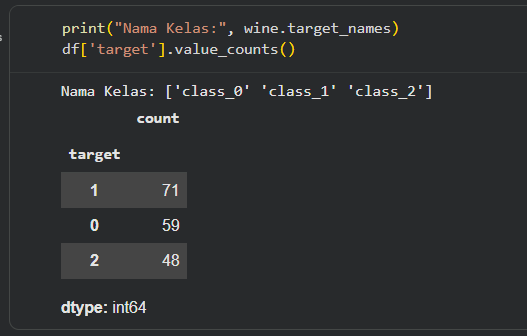 print("Nama Kelas:", wine.target_names)
df['target'].value_counts()
Nama Kelas: ['class_0' 'class_1' 'class_2']
count
target
1 71
0 59
2 48
dtype: int64